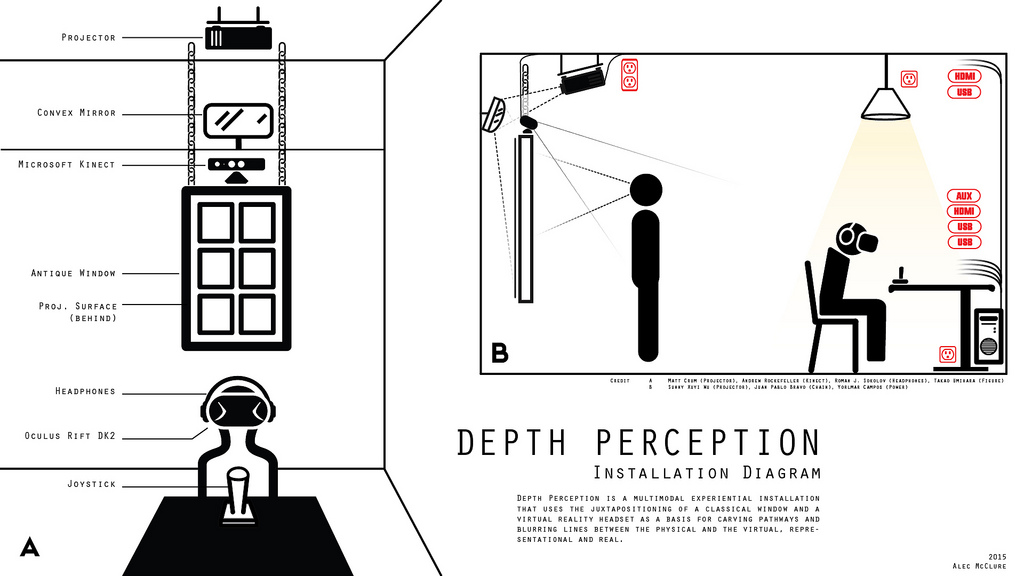 Projector
Convex Mirror
Microsoft Kinect
Antique Window
Proj. Surface
(behind)
Headphones
Oculus Rift DK2
Joystick
A
HDMI
USB
AUX
HDMI
USB
USB
B
Credit A Matt Crum (Projector), Andrew Rockefeller (Kinect), Roman J. Sokolov (Headphones), Takao Umehara (Figure)
B Sunny Xuyi Wu (Projector), Juan Pablo Bravo (Chair), Yorlmar Campos (Power)
DEPTH PERCEPTION
Installation Diagram
Depth Perception is a multimodal experiential installation
that uses the juxtapositioning of a classical window and a
virtual reality headset as a basis for carving pathways and
blurring lines between the physical and the virtual, repre-
sentational and real.
2015
Alec McClure